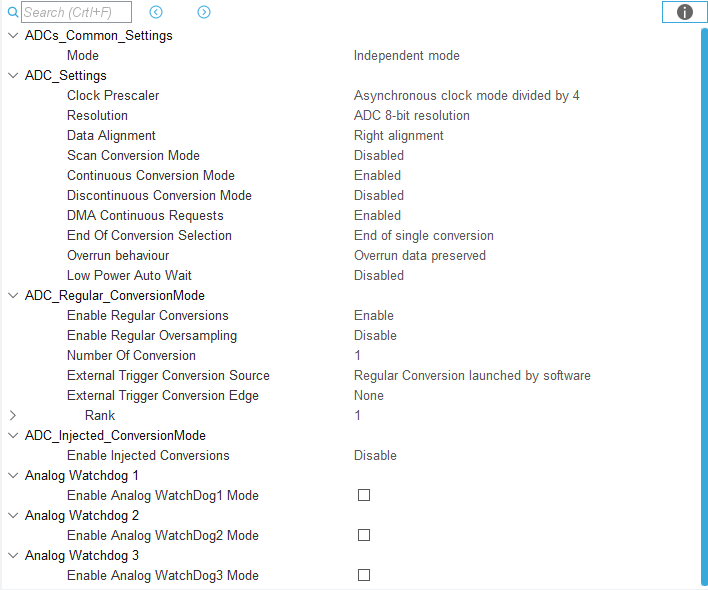 Search (Crtl+F)
ADCs_Common_Settings
Mode Independent mode
ADC_Settings
Clock Prescaler Asynchronous clock mode divided by 4
Resolution ADC 8-bit resolution
Data Alignment Right alignment
Scan Conversion Mode Disabled
Continuous Conversion Mode Enabled
Discontinuous Conversion Mode Disabled
DMA Continuous Requests Enabled
End Of Conversion Selection End of single conversion
Overrun behaviour Overrun data preserved
Low Power Auto Wait Disabled
ADC_Regular_ConversionMode
Enable Regular Conversions Enable
Enable Regular Oversampling Disable
Number Of Conversion 1
External Trigger Conversion Source Regular Conversion launched by software
External Trigger Conversion Edge None
Rank 1
ADC_Injected_ConversionMode
Enable Injected Conversions Disable
Analog Watchdog 1
Enable Analog WatchDog1 Mode
Analog Watchdog 2
Enable Analog WatchDog2 Mode
Analog Watchdog 3
Enable Analog WatchDog3 Mode